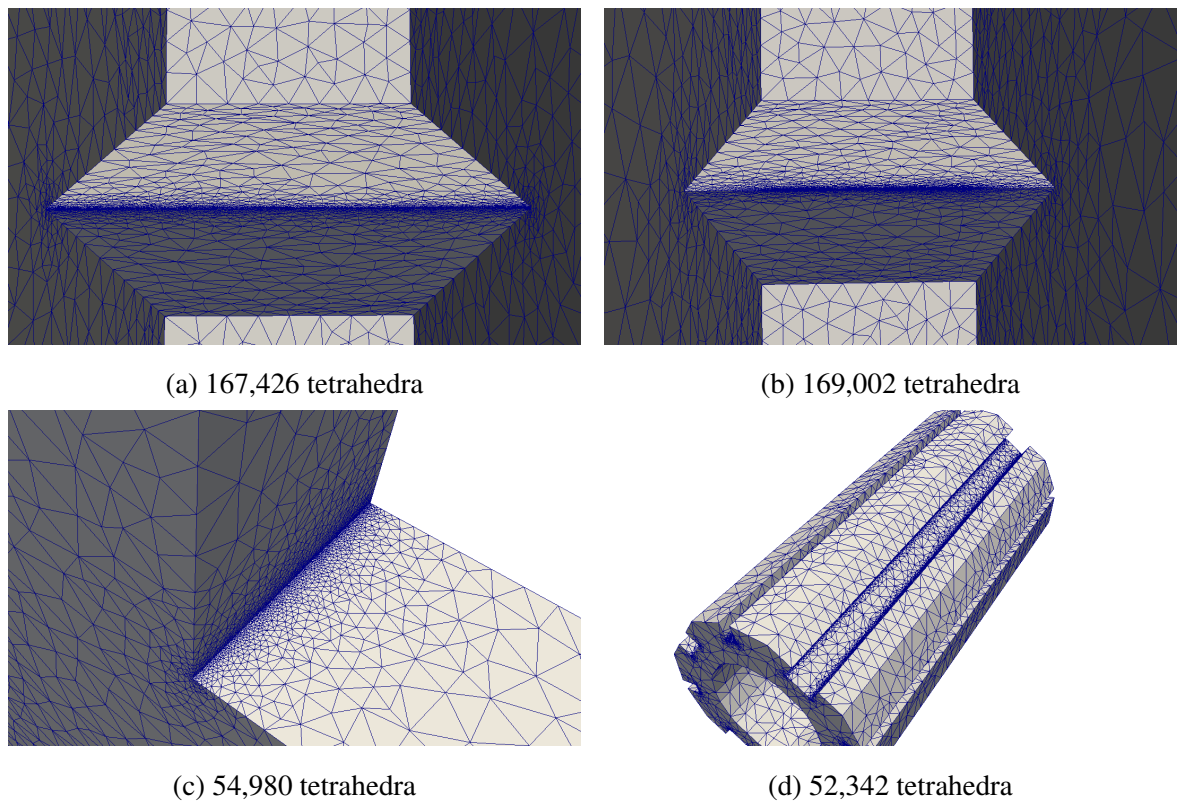 (a) 167,426 tetrahedra
(b) 169,002 tetrahedra
(c) 54,980 tetrahedra
(d) 52,342 tetrahedra